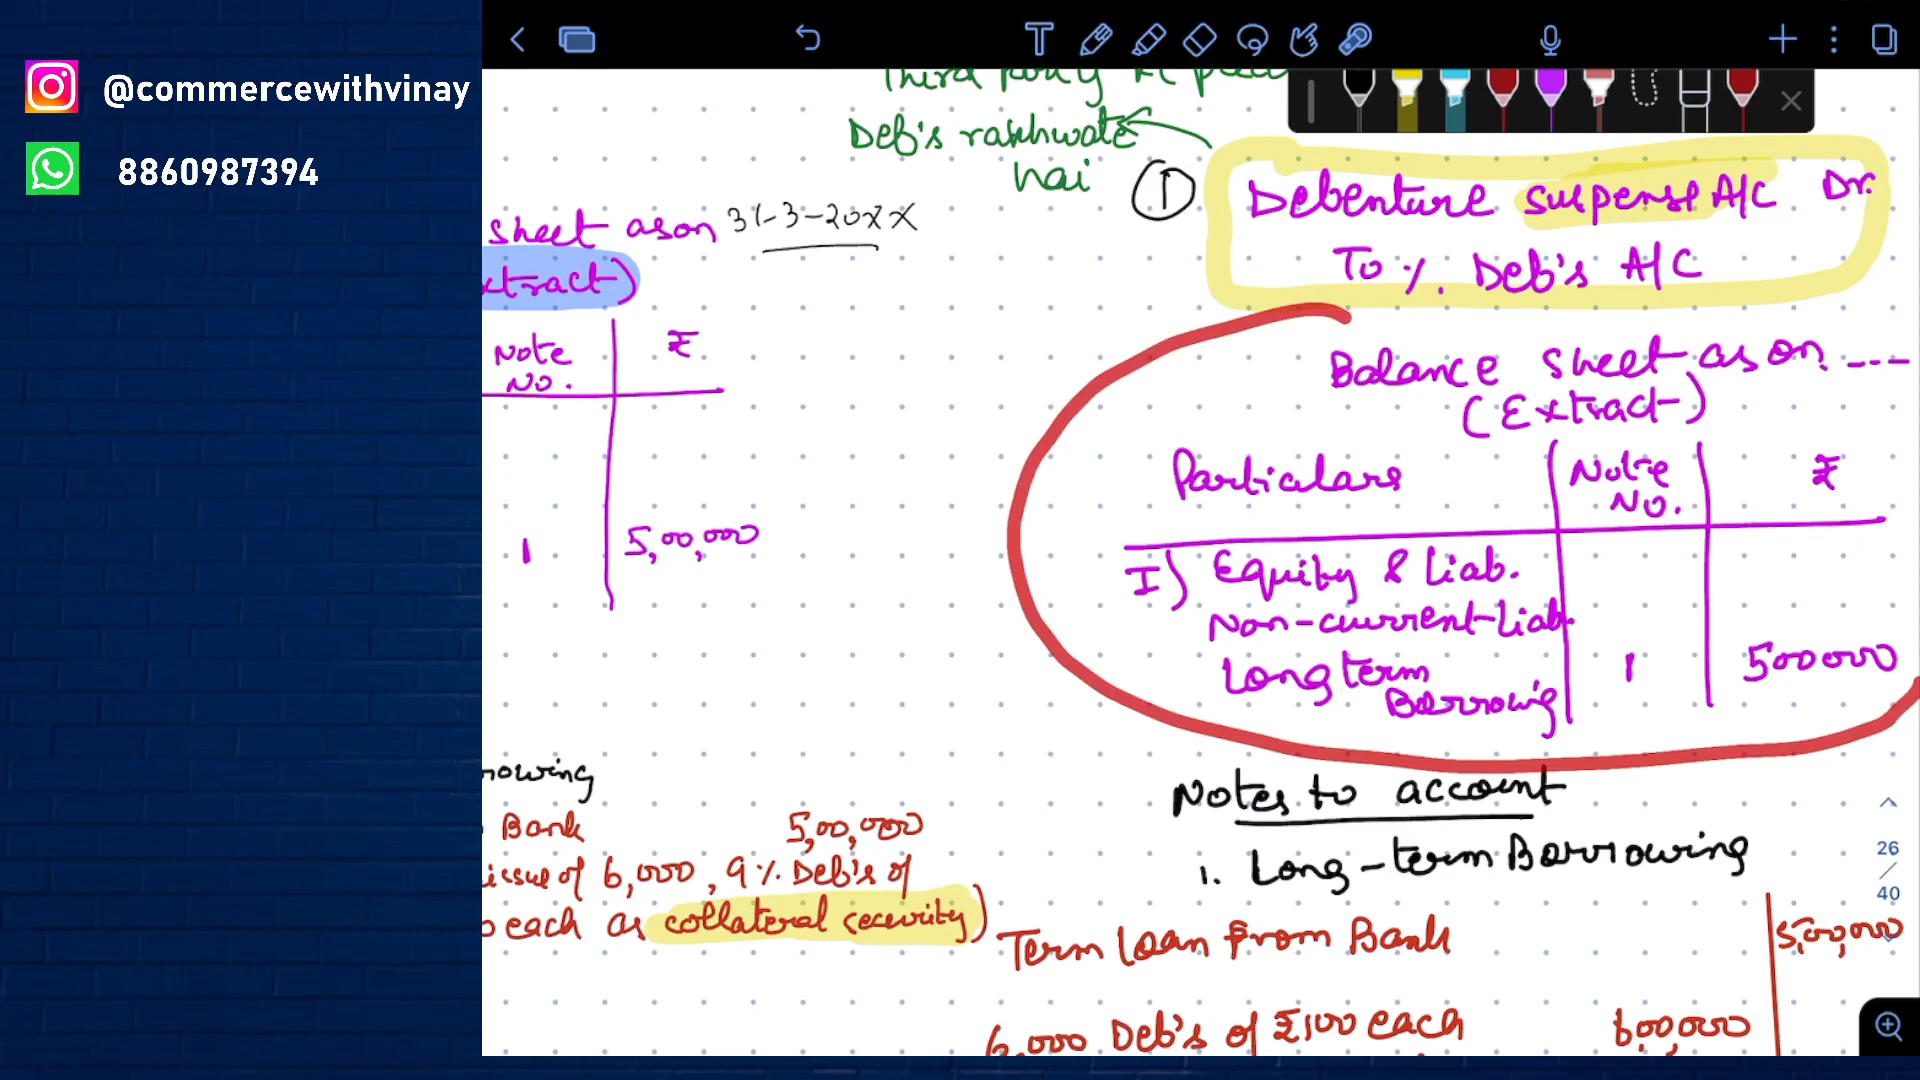 @commercewithvinay
8860987394
Deb's rakhwate
hai
sheet as on 31-3-20XX
xtract)
Note
No.
₹
1
5,00,000
rowing
Bank 5,00,000
issue of 6,000, 9% Deb's of
each as collateral security)
①
Debenture suspense A/C Dr.
To %. Deb's A/C
Balance Sheet as on ---
(Extract)
Particulars
Note
No.
₹
I) Equity & Liab.
Non-current Liab.
Long term
Borrowing
1
500000
Notes to account
1. Long-term Borrowing
Term Loan from Bank 5,00,000
6,000 Deb's of ₹100 each 6,00,000
26
/
40